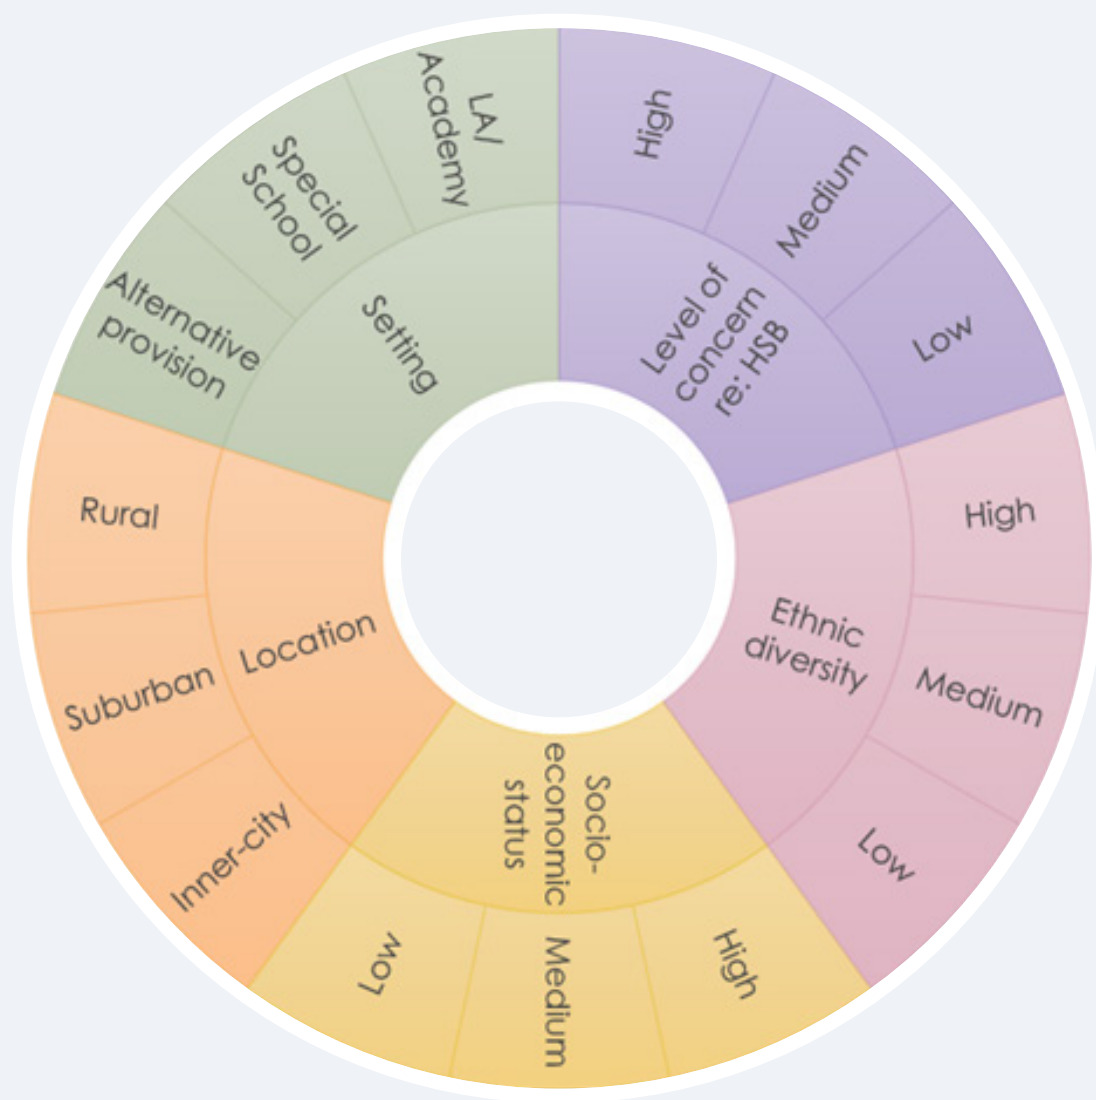 Level of
concern
re: HSB
High
Medium
Low
Ethnic
diversity
High
Medium
Low
Socio-
economic
status
High
Medium
Low
Location
Inner-city
Suburban
Rural
Setting
Alternative
provision
Special
School
LA/
Academy